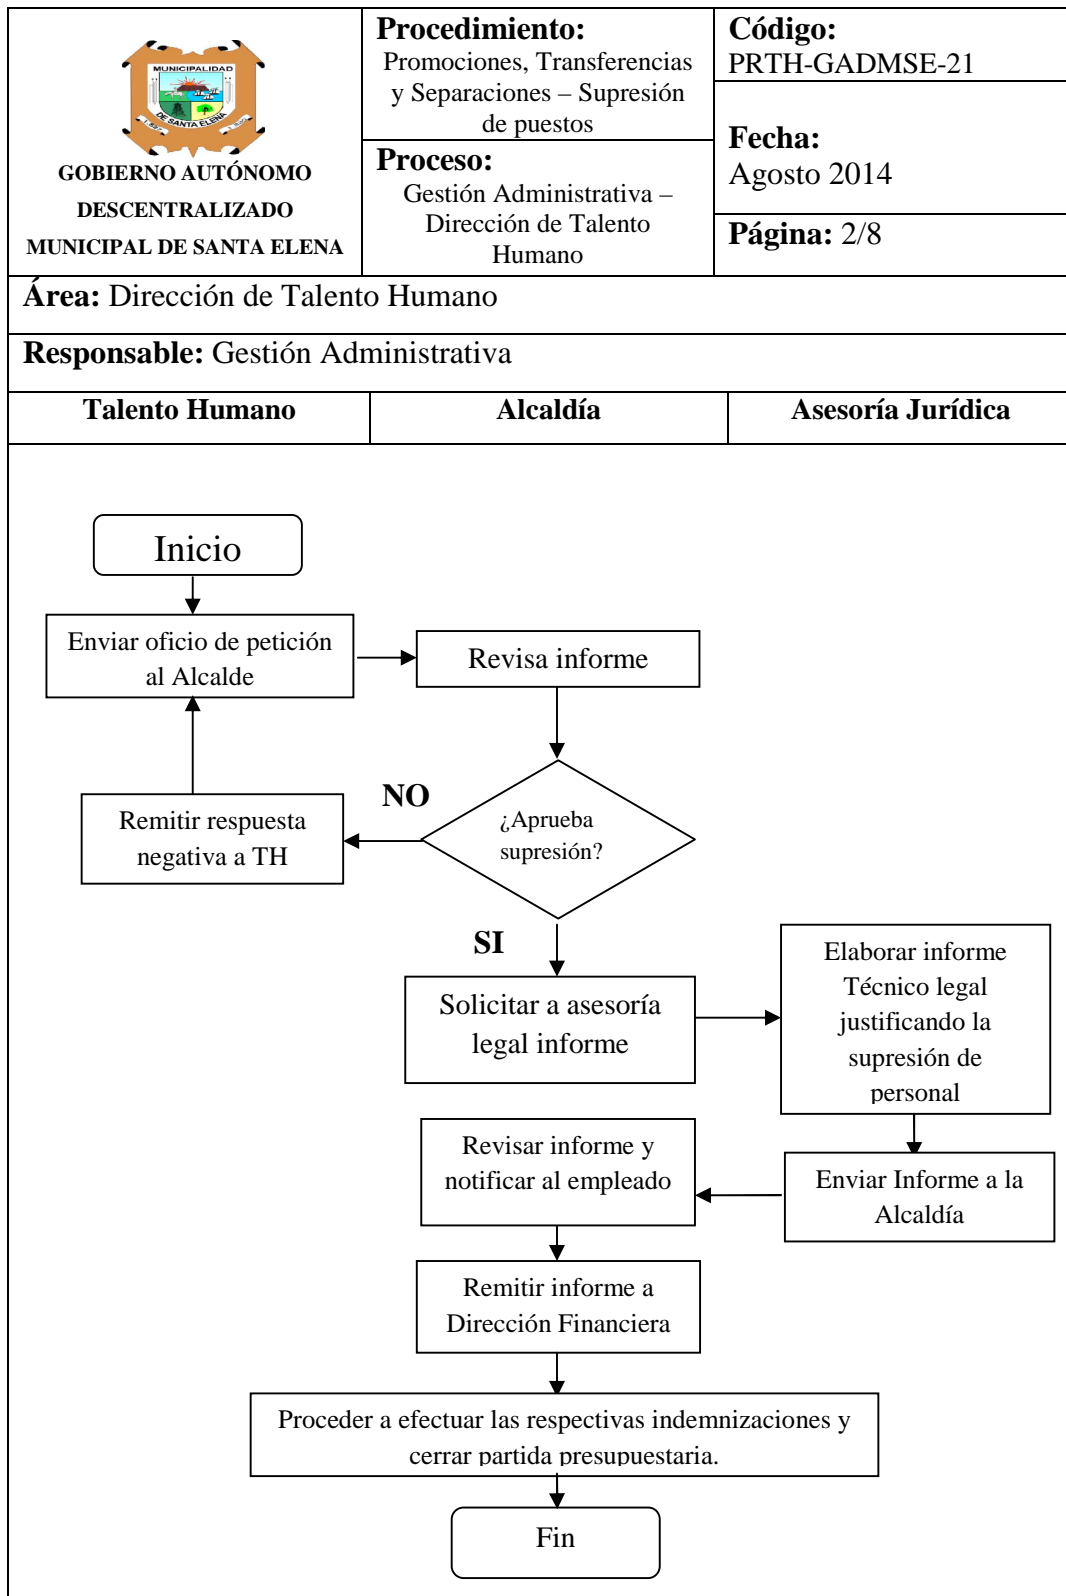 MUNICIPALIDAD
DE SANTA ELENA
GOBIERNO AUTÓNOMO
DESCENTRALIZADO
MUNICIPAL DE SANTA ELENA
Procedimiento:
Promociones, Transferencias
y Separaciones – Supresión
de puestos
Proceso:
Gestión Administrativa –
Dirección de Talento
Humano
Código:
PRTH-GADMSE-21
Fecha:
Agosto 2014
Página: 2/8
Área: Dirección de Talento Humano
Responsable: Gestión Administrativa
Talento Humano
Alcaldía
Asesoría Jurídica
Inicio
Enviar oficio de petición
al Alcalde
Revisa informe
¿Aprueba
supresión?
NO
Remitir respuesta
negativa a TH
SI
Solicitar a asesoría
legal informe
Elaborar informe
Técnico legal
justificando la
supresión de
personal
Enviar Informe a la
Alcaldía
Revisar informe y
notificar al empleado
Remitir informe a
Dirección Financiera
Proceder a efectuar las respectivas indemnizaciones y
cerrar partida presupuestaria.
Fin